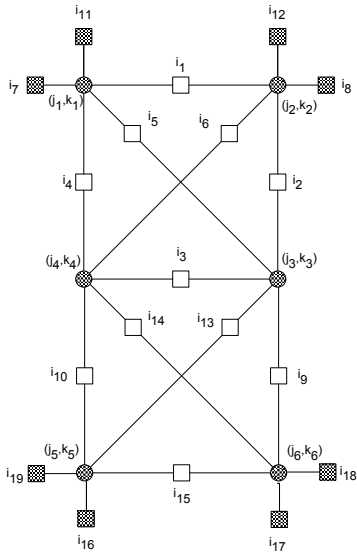 i11 i12
i7 i1 i8
(j1,k1) (j2,k2)
i5 i6
i4 i2
(j4,k4) i3 (j3,k3)
i14 i13
i10 i9
(j5,k5) (j6,k6)
i19 i18
i15
i16 i17